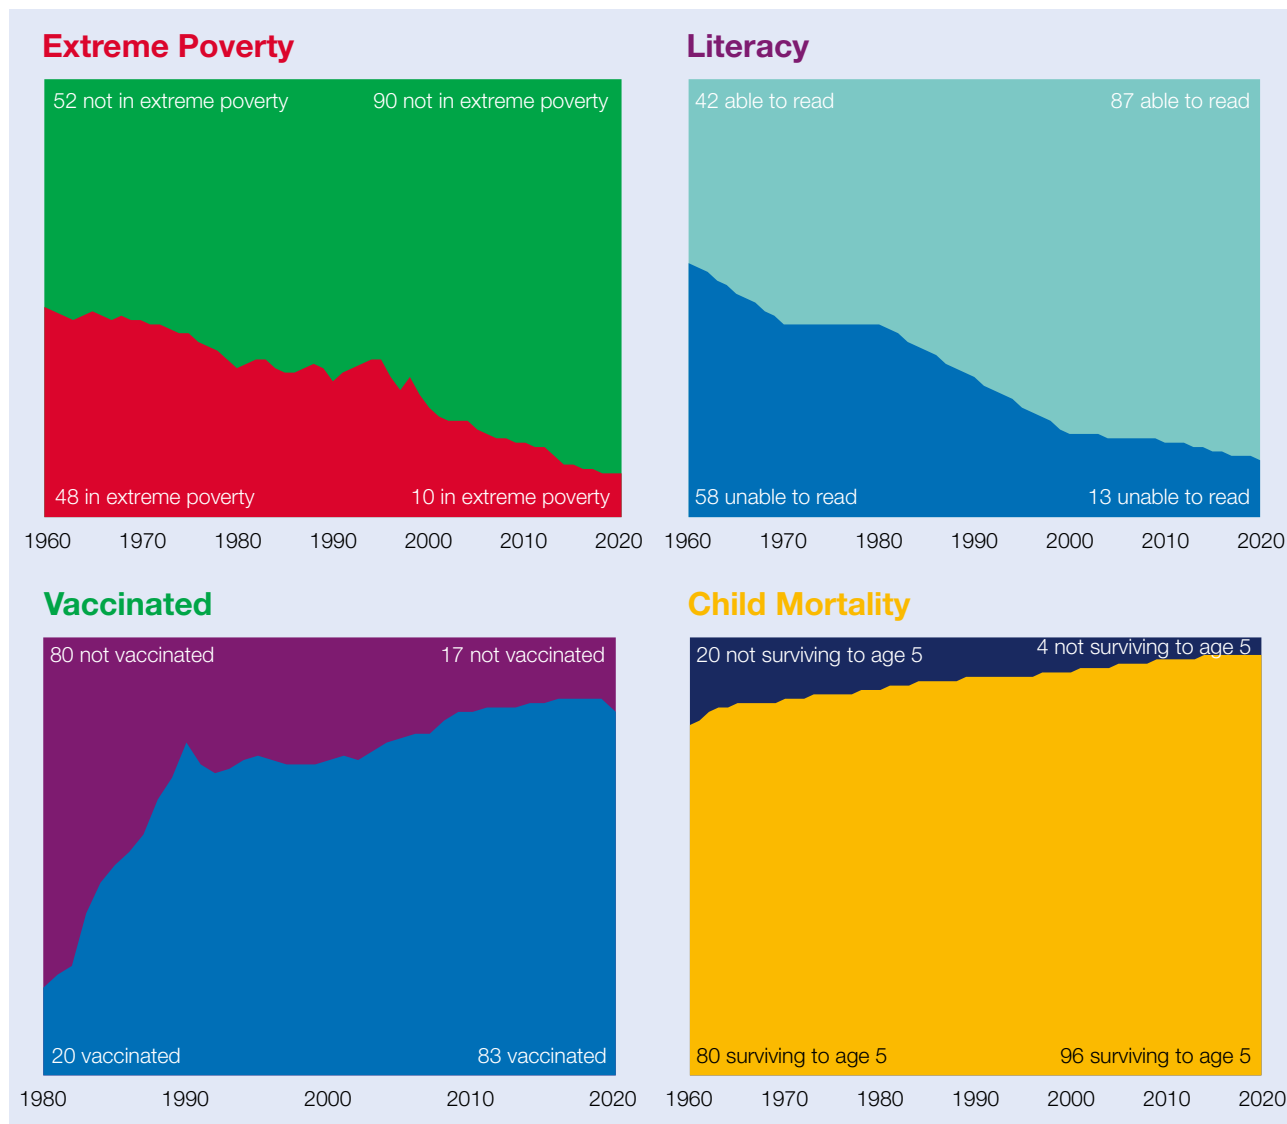 Extreme Poverty
52 not in extreme poverty
90 not in extreme poverty
48 in extreme poverty
10 in extreme poverty
1960 1970 1980 1990 2000 2010 2020
Literacy
42 able to read
87 able to read
58 unable to read
13 unable to read
1960 1970 1980 1990 2000 2010 2020
Vaccinated
80 not vaccinated
17 not vaccinated
20 vaccinated
83 vaccinated
1980 1990 2000 2010 2020
Child Mortality
20 not surviving to age 5
4 not surviving to age 5
80 surviving to age 5
96 surviving to age 5
1960 1970 1980 1990 2000 2010 2020